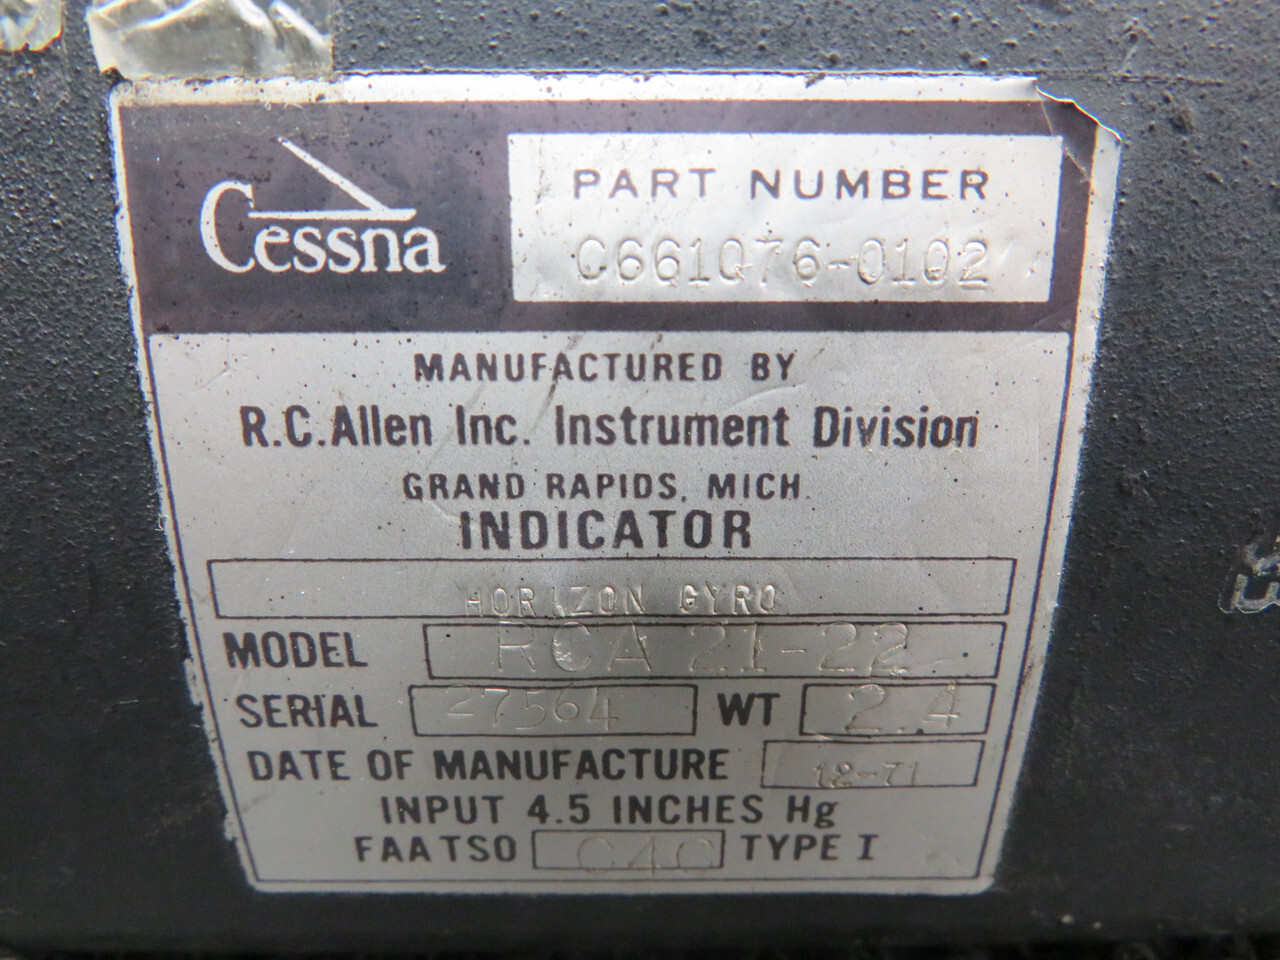 Cessna
PART NUMBER
C661076-0102
MANUFACTURED BY
R.C.Allen Inc. Instrument Division
GRAND RAPIDS, MICH.
INDICATOR
HORIZON GYRO
MODEL RCA 21-22
SERIAL 27564 WT 2.4
DATE OF MANUFACTURE 12-71
INPUT 4.5 INCHES Hg
FAA TSO C4C TYPE I